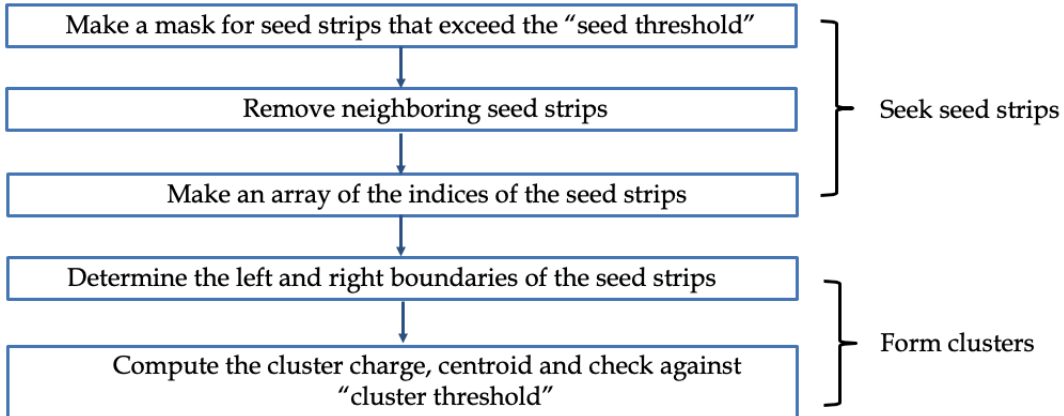 Make a mask for seed strips that exceed the “seed threshold”
Remove neighboring seed strips
Make an array of the indices of the seed strips
Seek seed strips
Determine the left and right boundaries of the seed strips
Compute the cluster charge, centroid and check against
“cluster threshold”
Form clusters